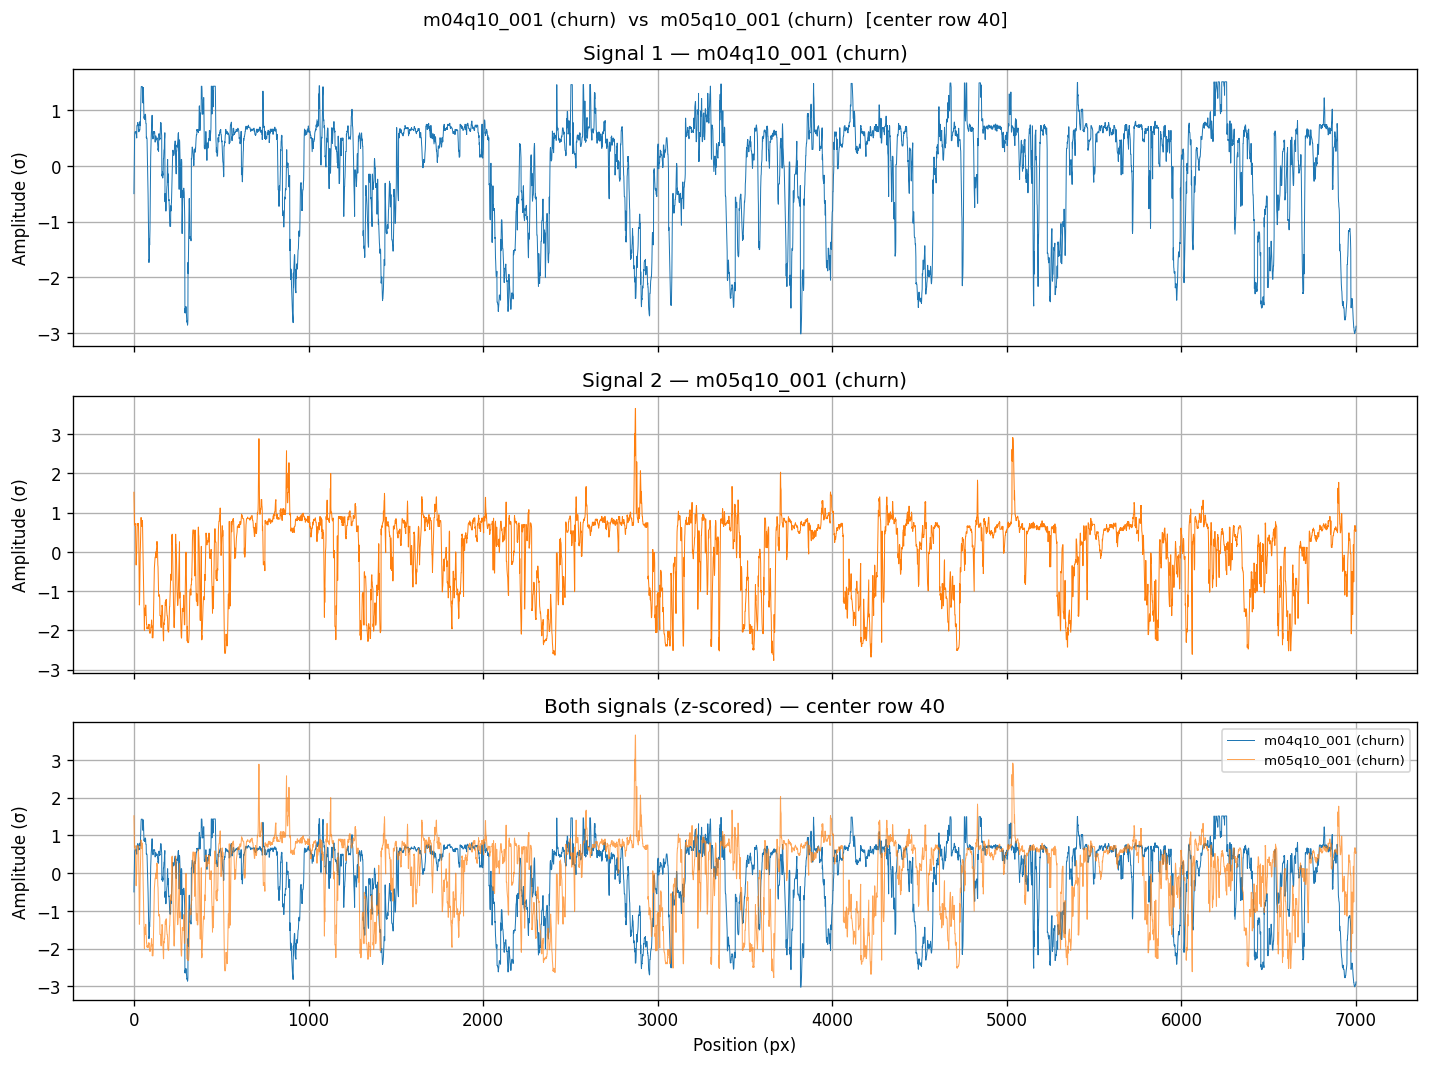 m04q10_001 (churn)  vs  m05q10_001 (churn)  [center row 40]
Signal 1 — m04q10_001 (churn)
Amplitude (σ)
1
0
−1
−2
−3
Signal 2 — m05q10_001 (churn)
Amplitude (σ)
3
2
1
0
−1
−2
−3
Both signals (z-scored) — center row 40
Amplitude (σ)
3
2
1
0
−1
−2
−3
m04q10_001 (churn)
m05q10_001 (churn)
0 1000 2000 3000 4000 5000 6000 7000
Position (px)